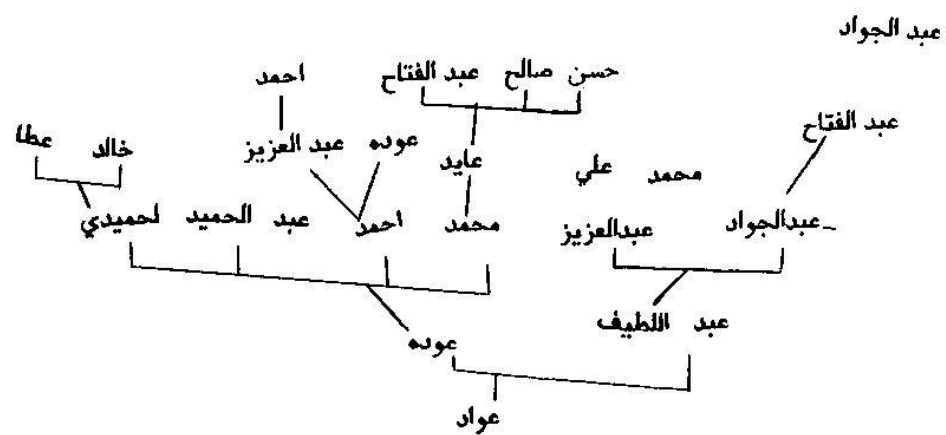 عبد الجواد
حسن صالح عبد الفتاح احمد
عبد الفتاح
عوده عبد العزيز خالد عطا
محمد علي عايد
عبدالجواد عبدالعزيز محمد احمد عبد الحميد لحميدي
عبد اللطيف
عوده
عواد